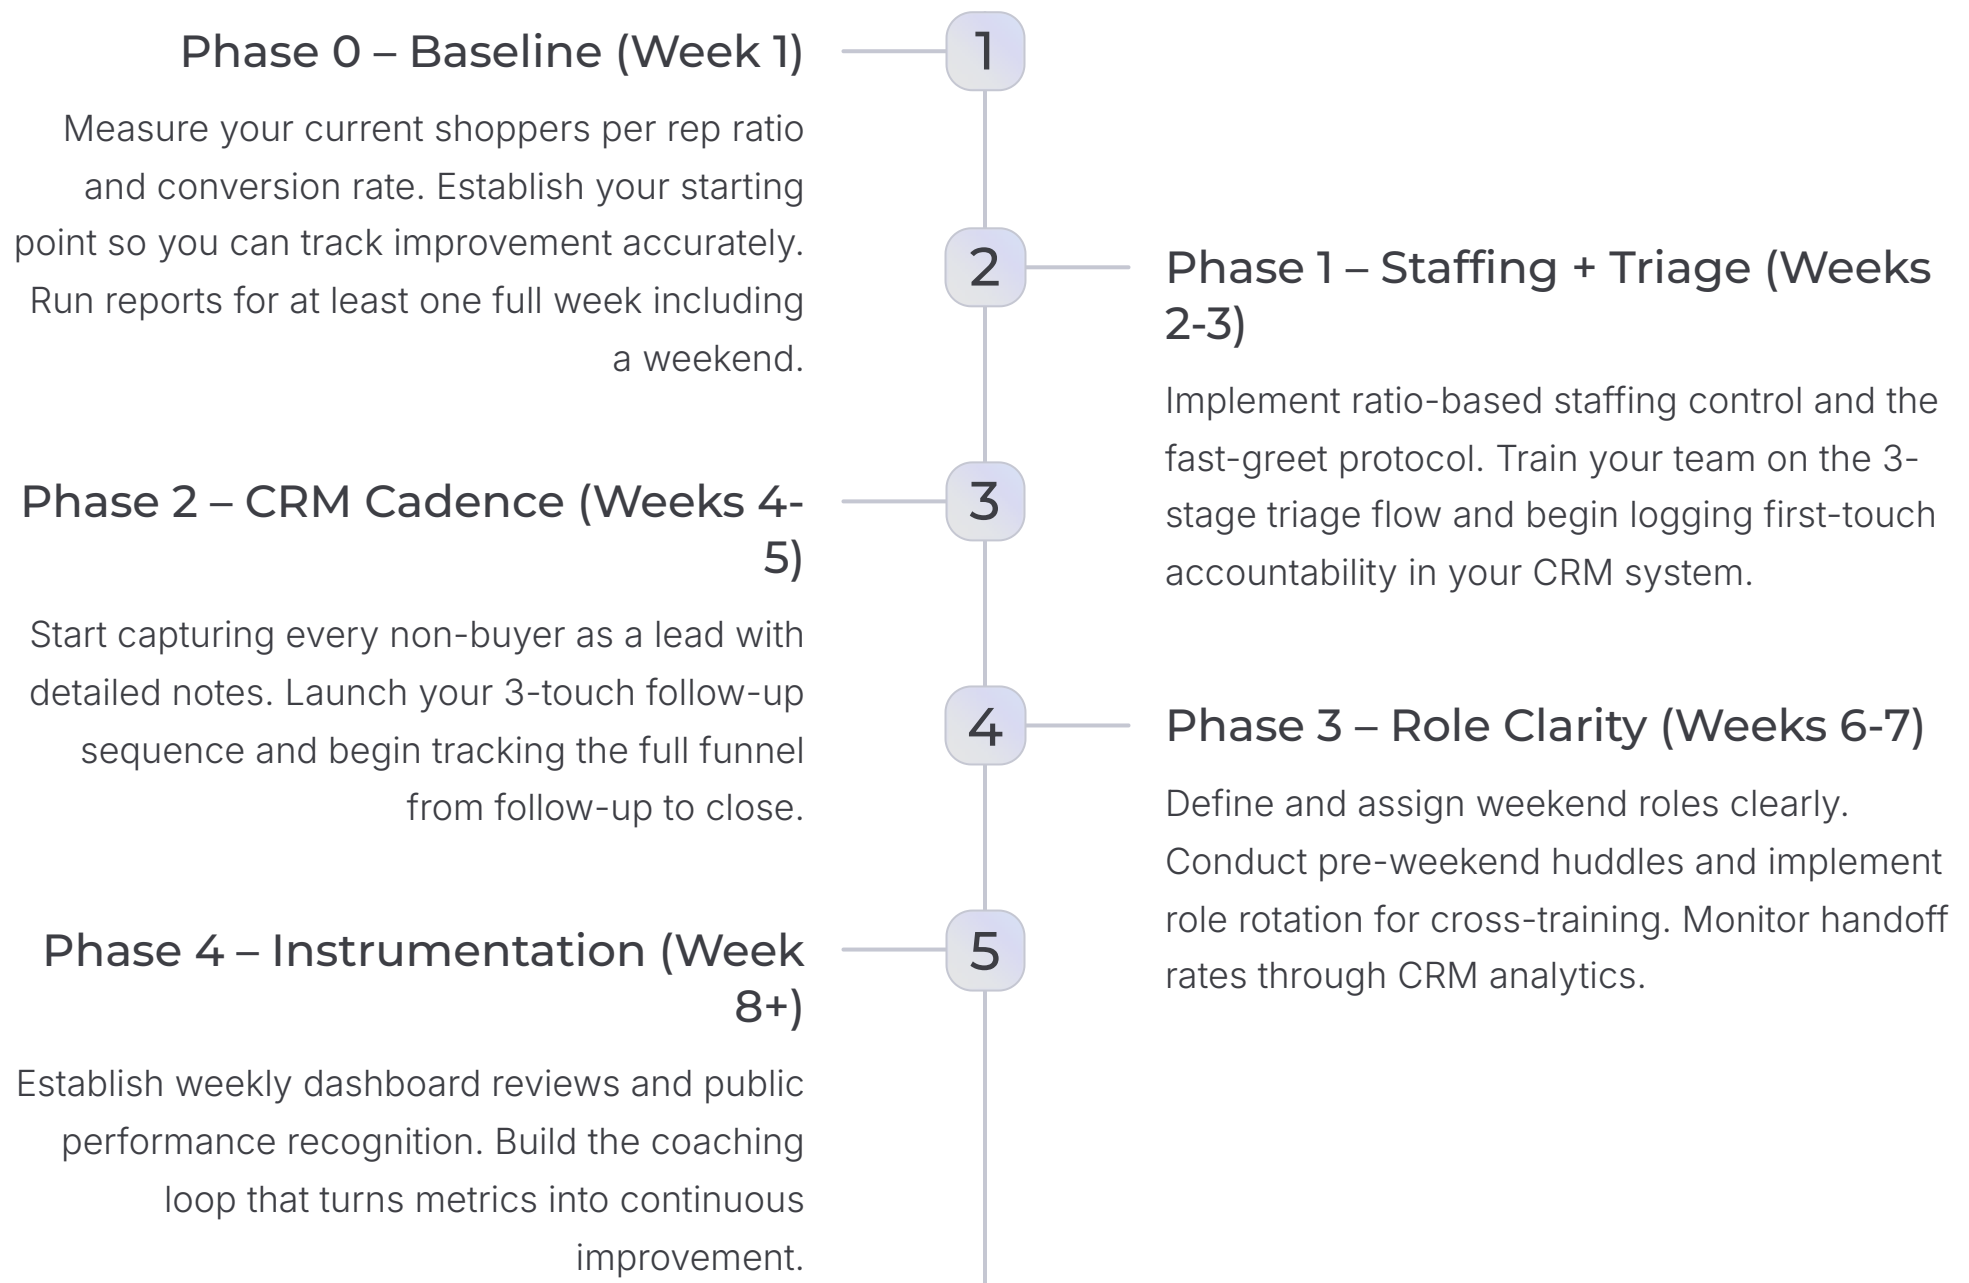 Phase 0 – Baseline (Week 1)
1
Measure your current shoppers per rep ratio
and conversion rate. Establish your starting
point so you can track improvement accurately.
Run reports for at least one full week including
a weekend.
2
Phase 1 – Staffing + Triage (Weeks
2-3)
Implement ratio-based staffing control and the
fast-greet protocol. Train your team on the 3-
stage triage flow and begin logging first-touch
accountability in your CRM system.
Phase 2 – CRM Cadence (Weeks 4-
5)
3
Start capturing every non-buyer as a lead with
detailed notes. Launch your 3-touch follow-up
sequence and begin tracking the full funnel
from follow-up to close.
4
Phase 3 – Role Clarity (Weeks 6-7)
Define and assign weekend roles clearly.
Conduct pre-weekend huddles and implement
role rotation for cross-training. Monitor handoff
rates through CRM analytics.
Phase 4 – Instrumentation (Week
8+)
5
Establish weekly dashboard reviews and public
performance recognition. Build the coaching
loop that turns metrics into continuous
improvement.